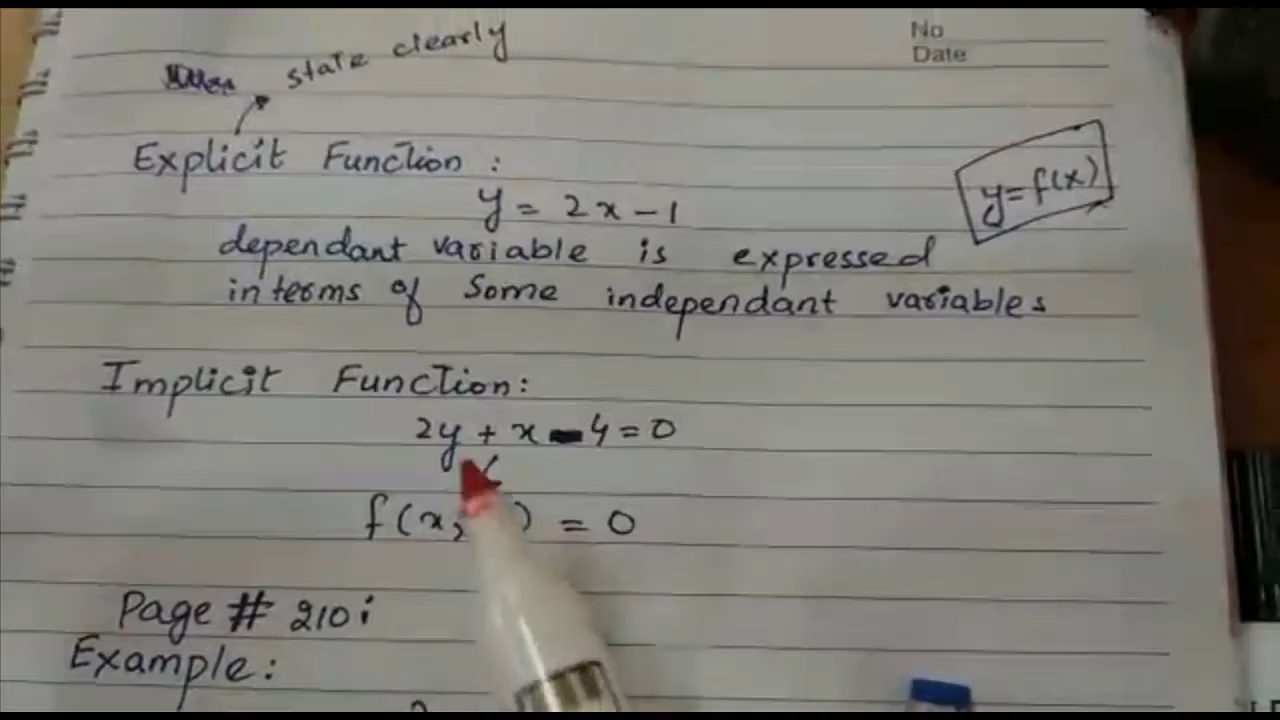 No
Date
state clearly
Explicit Function :
y = 2x - 1
y = f(x)
dependant variable is expressed
interms of Some independant variables
Implicit Function:
2y + x - 4 = 0
f(x, ) = 0
Page # 210i
Example: